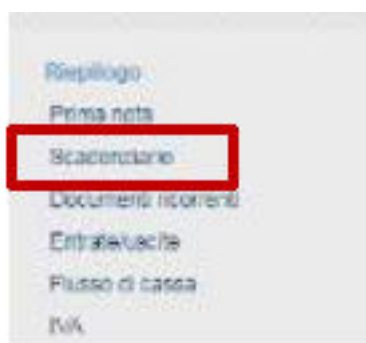 Riepilogo
Prima nota
Scadenziario
Documenti ricorrenti
Entrate/uscite
Flusso di cassa
IVA